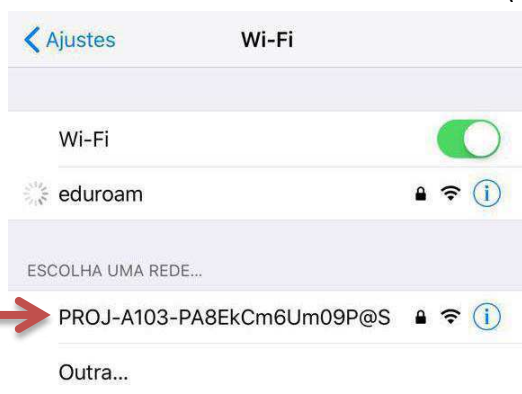 Ajustes Wi-Fi
Wi-Fi
eduroam
ESCOLHA UMA REDE...
PROJ-A103-PA8EkCm6Um09P@S
Outra...